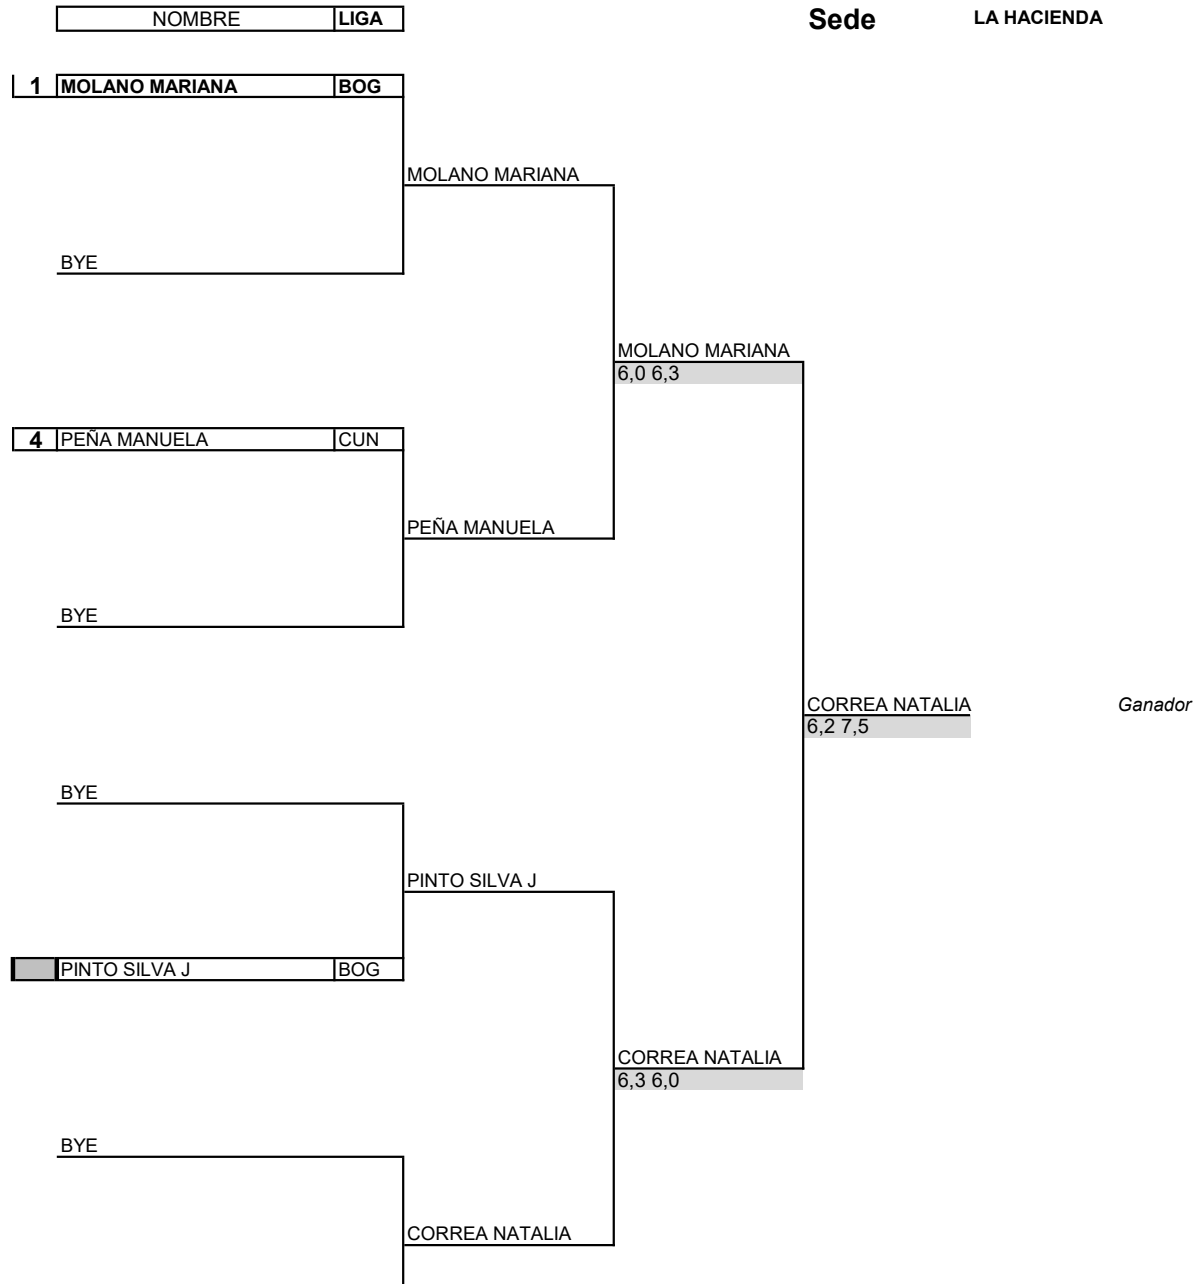 NOMBRE LIGA Sede LA HACIENDA
1 MOLANO MARIANA BOG
MOLANO MARIANA
BYE
MOLANO MARIANA
6,0 6,3
4 PEÑA MANUELA CUN
PEÑA MANUELA
BYE
CORREA NATALIA Ganador
6,2 7,5
BYE
PINTO SILVA J
PINTO SILVA J BOG
CORREA NATALIA
6,3 6,0
BYE
CORREA NATALIA